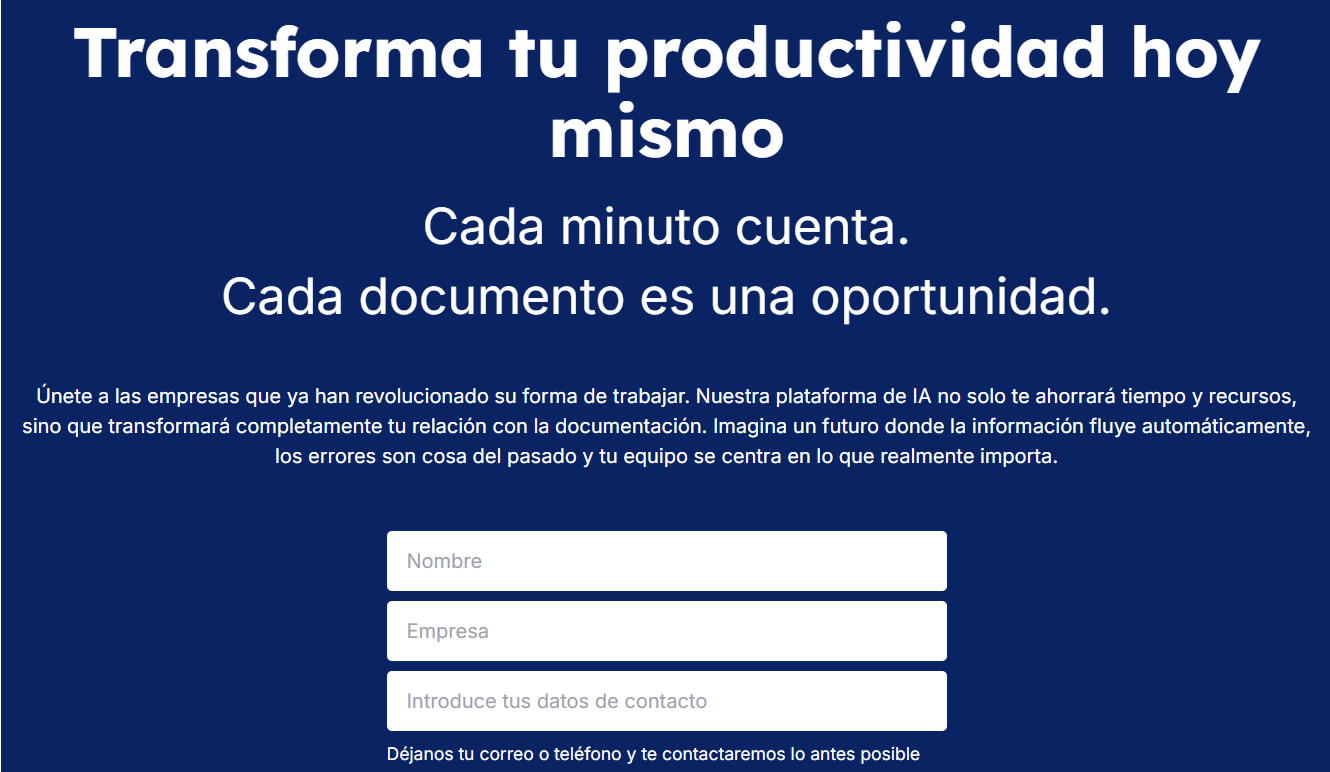 Transforma tu productividad hoy
mismo
Cada minuto cuenta.
Cada documento es una oportunidad.
Únete a las empresas que ya han revolucionado su forma de trabajar. Nuestra plataforma de IA no solo te ahorrará tiempo y recursos,
sino que transformará completamente tu relación con la documentación. Imagina un futuro donde la información fluye automáticamente,
los errores son cosa del pasado y tu equipo se centra en lo que realmente importa.
Nombre
Empresa
Introduce tus datos de contacto
Déjanos tu correo o teléfono y te contactaremos lo antes posible